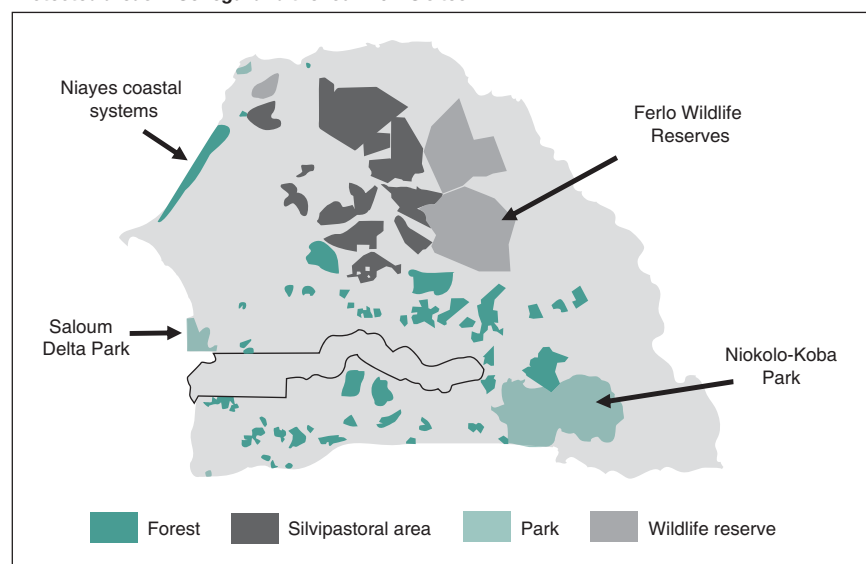 Niayes coastal
systems
Ferlo Wildlife
Reserves
Saloum
Delta Park
Niokolo-Koba
Park
Forest
Silvipastoral area
Park
Wildlife reserve